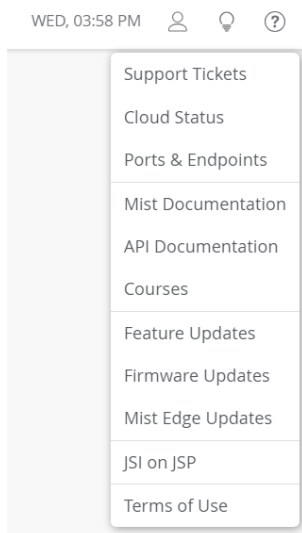 WED, 03:58 PM
Support Tickets
Cloud Status
Ports & Endpoints
Mist Documentation
API Documentation
Courses
Feature Updates
Firmware Updates
Mist Edge Updates
JSI on JSP
Terms of Use